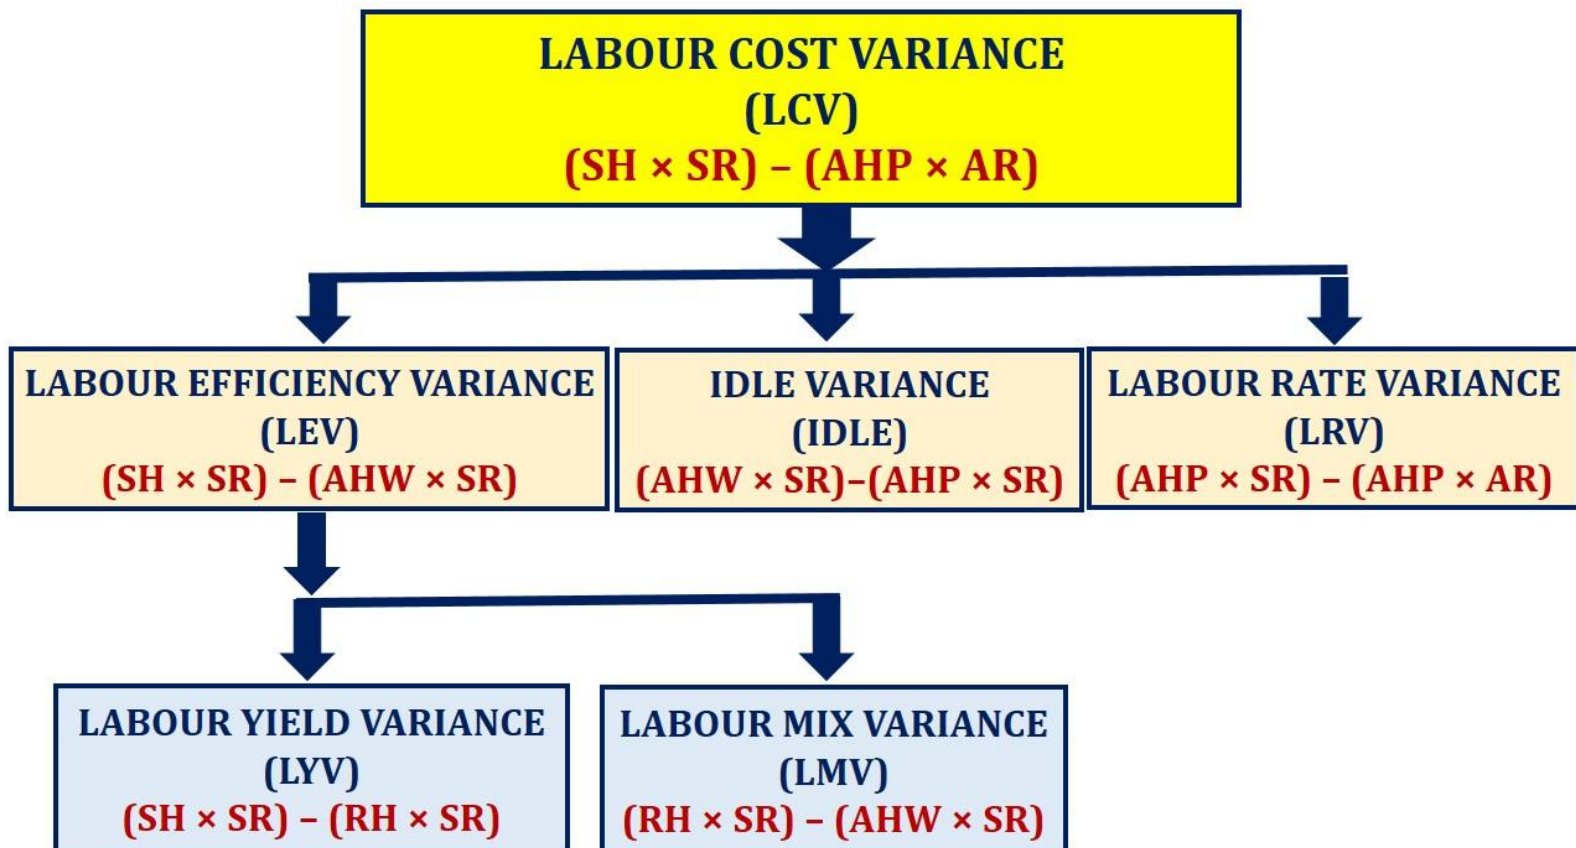 LABOUR COST VARIANCE
(LCV)
(SH × SR) – (AHP × AR)
LABOUR EFFICIENCY VARIANCE
(LEV)
(SH × SR) – (AHW × SR)
IDLE VARIANCE
(IDLE)
(AHW × SR)–(AHP × SR)
LABOUR RATE VARIANCE
(LRV)
(AHP × SR) – (AHP × AR)
LABOUR YIELD VARIANCE
(LYV)
(SH × SR) – (RH × SR)
LABOUR MIX VARIANCE
(LMV)
(RH × SR) – (AHW × SR)